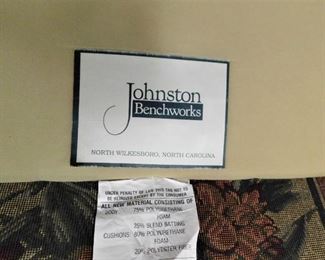 Johnston
Benchworks
NORTH WILKESBORO, NORTH CAROLINA
UNDER PENALTY OF LAW THIS TAG NOT TO
BE REMOVED EXCEPT BY THE CONSUMER
ALL NEW MATERIAL CONSISTING OF
75% POLYURETHANE
FOAM
25% BLEND BATTING
CUSHIONS: 80% POLYURETHANE
FOAM
20% POLYESTER FIBER